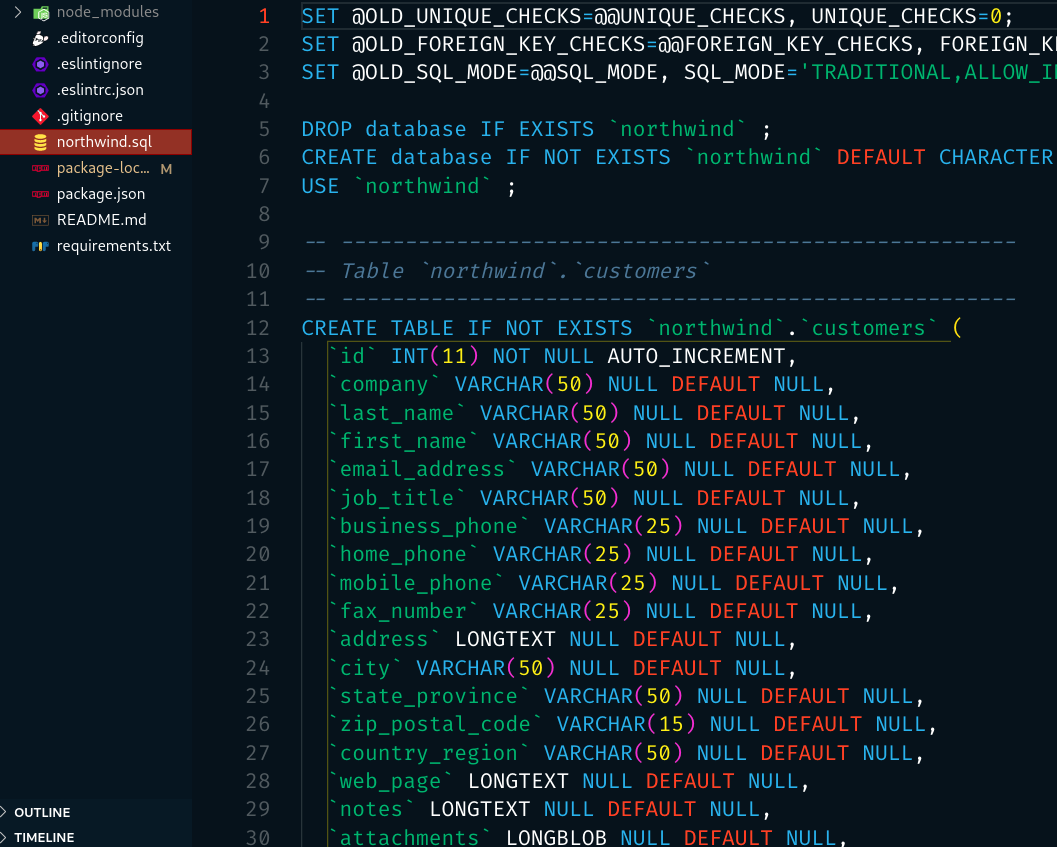 node_modules
.editorconfig
.eslintignore
.eslintrc.json
.gitignore
northwind.sql
package-loc... M
package.json
README.md
requirements.txt
OUTLINE
TIMELINE
1 SET @OLD_UNIQUE_CHECKS=@@UNIQUE_CHECKS, UNIQUE_CHECKS=0;
2 SET @OLD_FOREIGN_KEY_CHECKS=@@FOREIGN_KEY_CHECKS, FOREIGN_K
3 SET @OLD_SQL_MODE=@@SQL_MODE, SQL_MODE='TRADITIONAL,ALLOW_I
4
5 DROP database IF EXISTS `northwind` ;
6 CREATE database IF NOT EXISTS `northwind` DEFAULT CHARACTER
7 USE `northwind` ;
8
9 -- -----------------------------------------------------
10 -- Table `northwind`.`customers`
11 -- -----------------------------------------------------
12 CREATE TABLE IF NOT EXISTS `northwind`.`customers` (
13 `id` INT(11) NOT NULL AUTO_INCREMENT,
14 `company` VARCHAR(50) NULL DEFAULT NULL,
15 `last_name` VARCHAR(50) NULL DEFAULT NULL,
16 `first_name` VARCHAR(50) NULL DEFAULT NULL,
17 `email_address` VARCHAR(50) NULL DEFAULT NULL,
18 `job_title` VARCHAR(50) NULL DEFAULT NULL,
19 `business_phone` VARCHAR(25) NULL DEFAULT NULL,
20 `home_phone` VARCHAR(25) NULL DEFAULT NULL,
21 `mobile_phone` VARCHAR(25) NULL DEFAULT NULL,
22 `fax_number` VARCHAR(25) NULL DEFAULT NULL,
23 `address` LONGTEXT NULL DEFAULT NULL,
24 `city` VARCHAR(50) NULL DEFAULT NULL,
25 `state_province` VARCHAR(50) NULL DEFAULT NULL,
26 `zip_postal_code` VARCHAR(15) NULL DEFAULT NULL,
27 `country_region` VARCHAR(50) NULL DEFAULT NULL,
28 `web_page` LONGTEXT NULL DEFAULT NULL,
29 `notes` LONGTEXT NULL DEFAULT NULL,
30 `attachments` LONGBLOB NULL DEFAULT NULL,